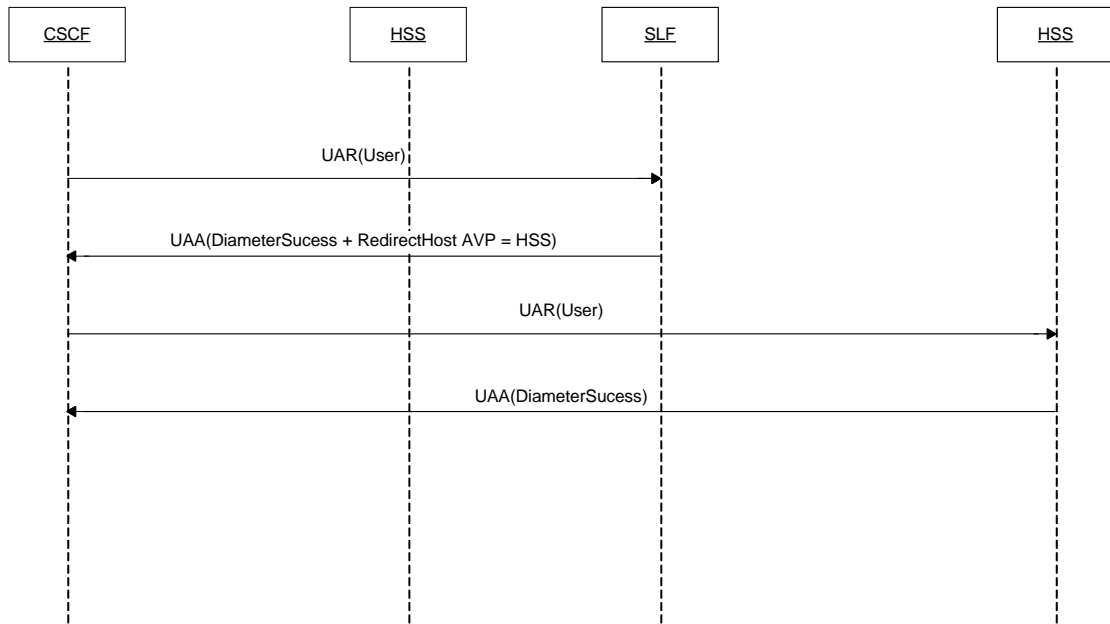 CSCF
HSS
SLF
HSS
UAR(User)
UAA(DiameterSucess + RedirectHost AVP = HSS)
UAR(User)
UAA(DiameterSucess)